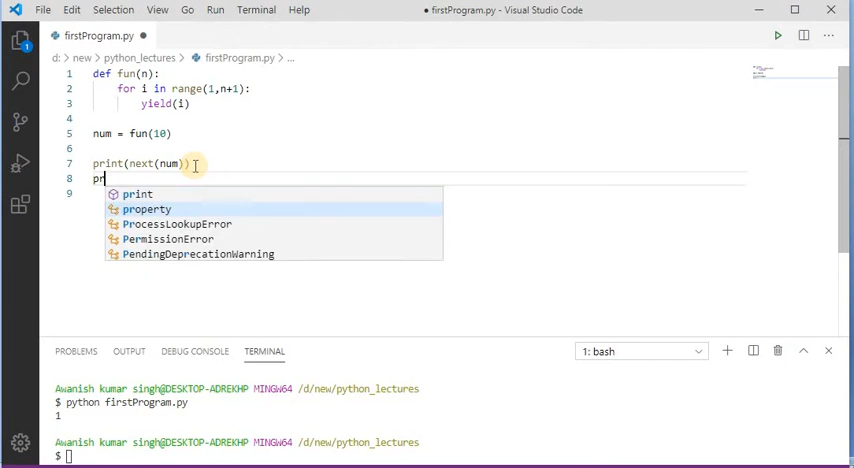 File Edit Selection View Go Run Terminal Help
● firstProgram.py - Visual Studio Code
firstProgram.py ●
d: > new > python_lectures > firstProgram.py > ...
1 def fun(n):
2 for i in range(1,n+1):
3 yield(i)
4
5 num = fun(10)
6
7 print(next(num))
8 pr
9
print
property
ProcessLookupError
PermissionError
PendingDeprecationWarning
1
PROBLEMS OUTPUT DEBUG CONSOLE TERMINAL 1: bash
Awanish kumar singh@DESKTOP-ADREKHP MINGW64 /d/new/python_lectures
$ python firstProgram.py
1
Awanish kumar singh@DESKTOP-ADREKHP MINGW64 /d/new/python_lectures
$